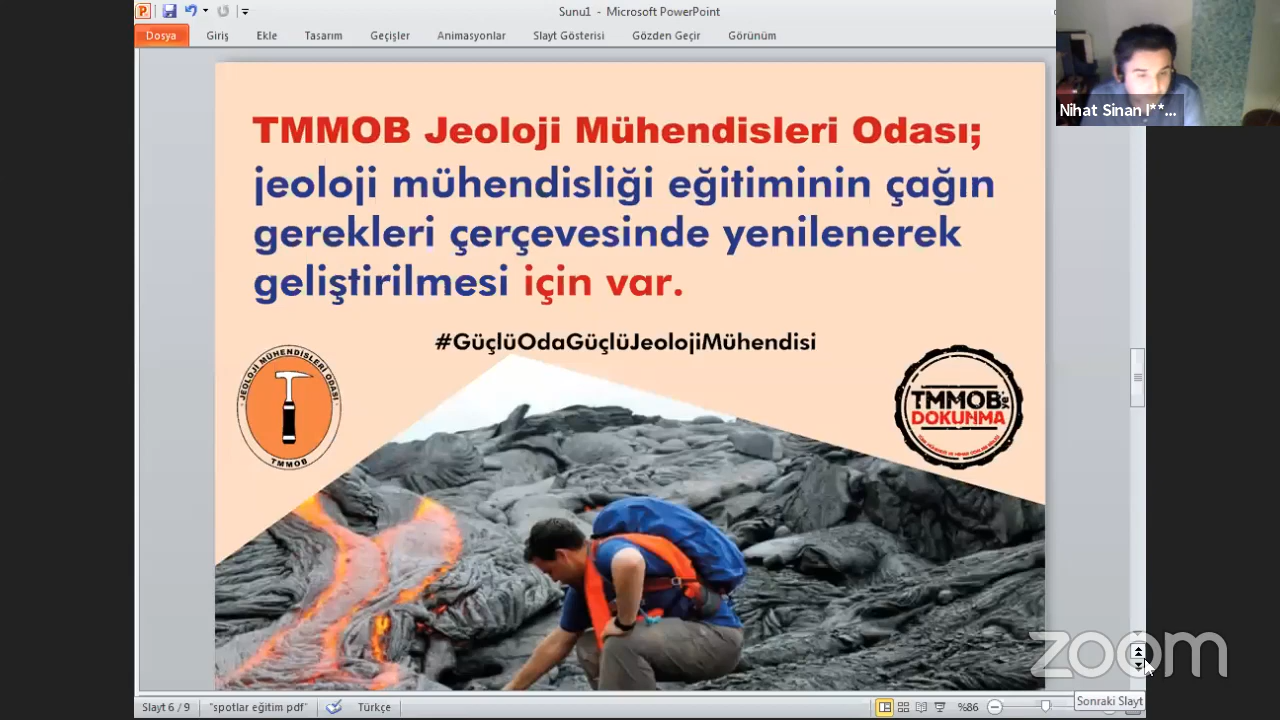 Sunu1 - Microsoft PowerPoint
Dosya Giriş Ekle Tasarım Geçişler Animasyonlar Slayt Gösterisi Gözden Geçir Görünüm
Nihat Sinan I**...
TMMOB Jeoloji Mühendisleri Odası;
jeoloji mühendisliği eğitiminin çağın
gerekleri çerçevesinde yenilenerek
geliştirilmesi için var.
#GüçlüOdaGüçlüJeolojiMühendisi
JEOLOJİ MÜHENDİSLERİ ODASI
TMMOB
TMMOB'ye
DOKUNMA
zoom
Sonraki Slayt
Slayt 6 / 9 "spotlar eğitim pdf" Türkçe %86